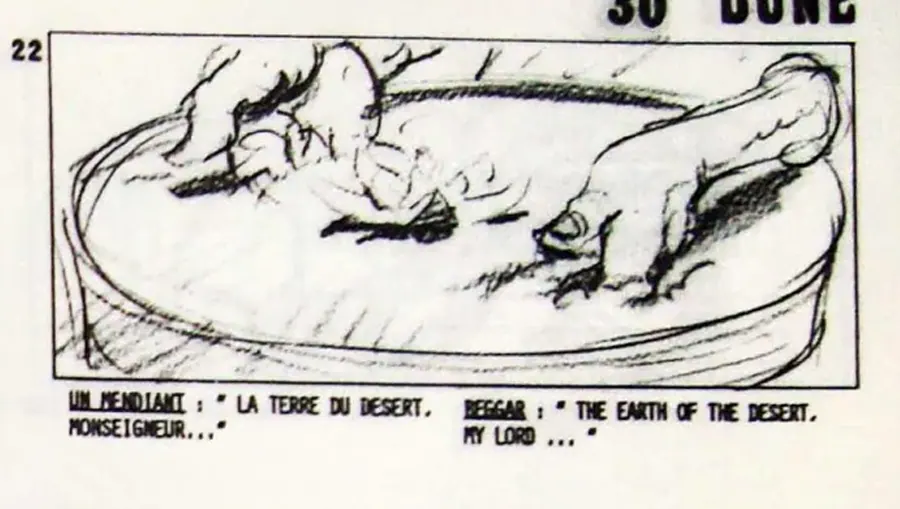 30 DUNE
22
UN MENDIANT : " LA TERRE DU DESERT.
MONSEIGNEUR..."
BEGGAR : " THE EARTH OF THE DESERT.
MY LORD ... "